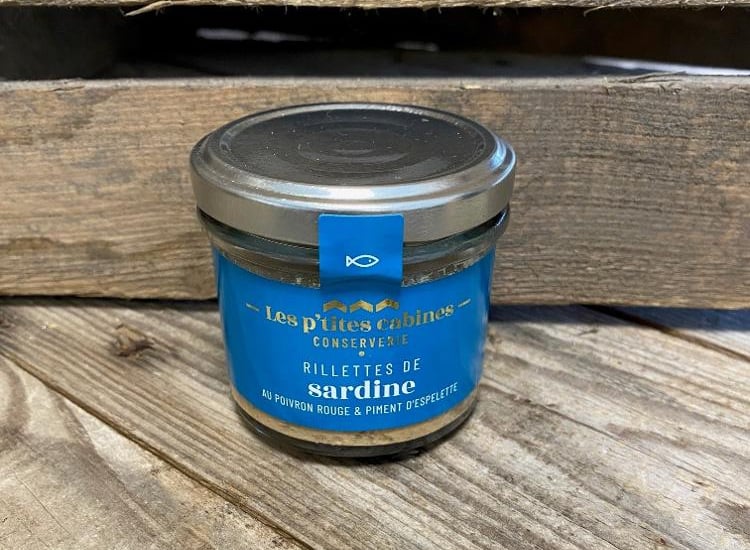 Les p'tites cabines
CONSERVERIE
RILLETTES DE
sardine
AU POIVRON ROUGE & PIMENT D'ESPELETTE